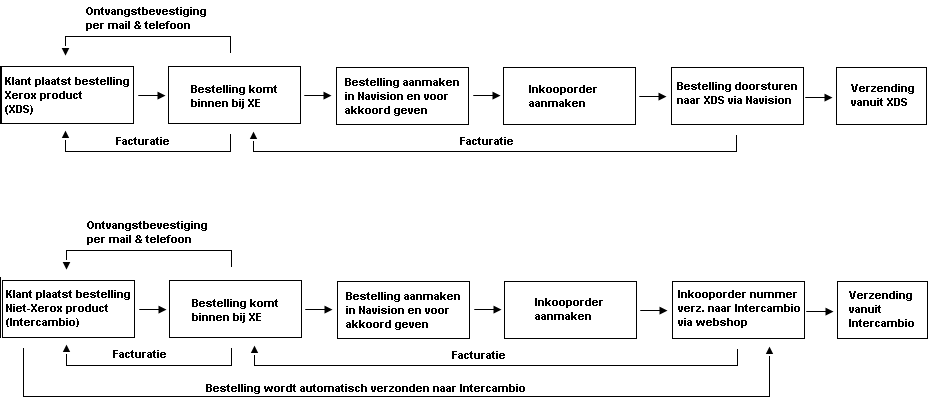 Ontvangstbevestiging
per mail & telefoon
Klant plaatst bestelling
Xerox product
(XDS)
Bestelling komt
binnen bij XE
Bestelling aanmaken
in Navision en voor
akkoord geven
Inkooporder
aanmaken
Bestelling doorsturen
naar XDS via Navision
Verzending
vanuit XDS
Facturatie
Facturatie
Ontvangstbevestiging
per mail & telefoon
Klant plaatst bestelling
Niet-Xerox product
(Intercambio)
Bestelling komt
binnen bij XE
Bestelling aanmaken
in Navision en voor
akkoord geven
Inkooporder
aanmaken
Inkooporder nummer
verz. naar Intercambio
via webshop
Verzending
vanuit
Intercambio
Facturatie
Facturatie
Bestelling wordt automatisch verzonden naar Intercambio